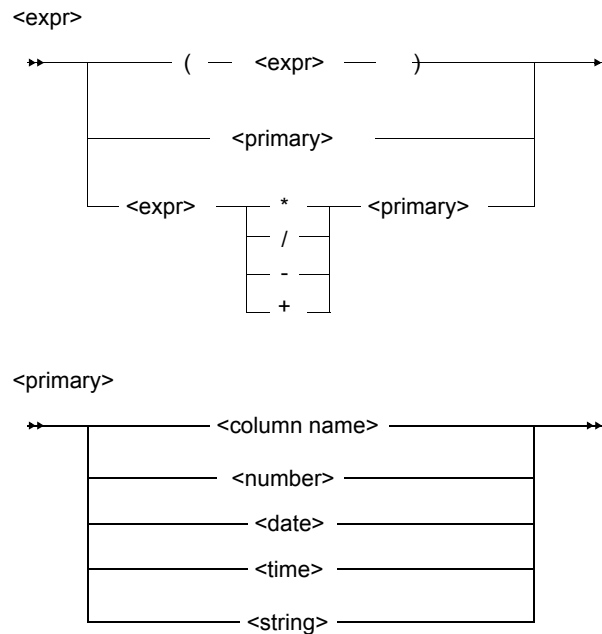 <expr>
( <expr> )
<primary>
<expr> * <primary>
/
-
+
<primary>
<column name>
<number>
<date>
<time>
<string>